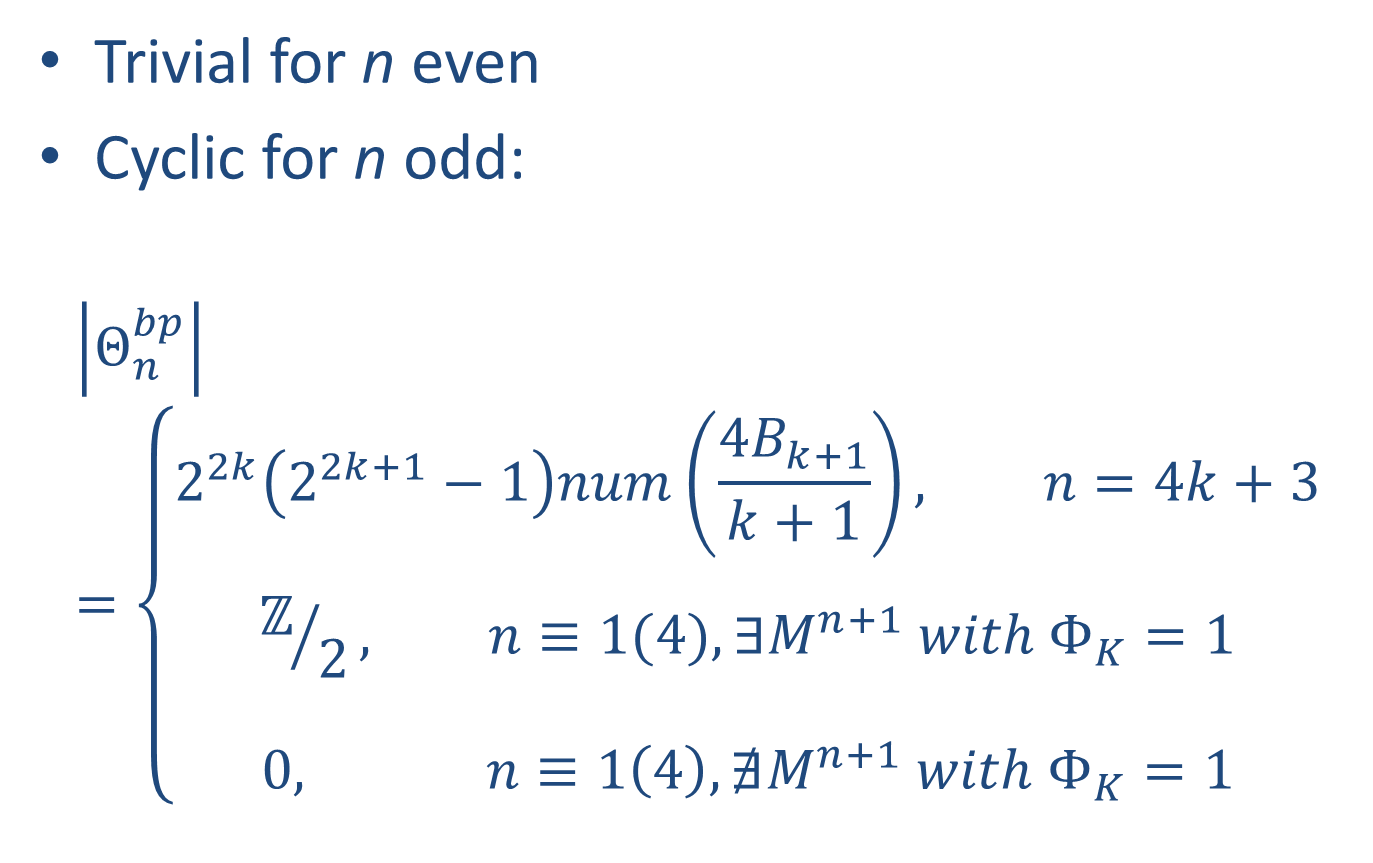 • Trivial for n even
• Cyclic for n odd:
|Θ_n^{bp}|
= { 2^{2k}(2^{2k+1} − 1)num(4B_{k+1}/(k + 1)), n = 4k + 3
ℤ/2, n ≡ 1(4), ∃M^{n+1} with Φ_K = 1
0, n ≡ 1(4), ∄M^{n+1} with Φ_K = 1